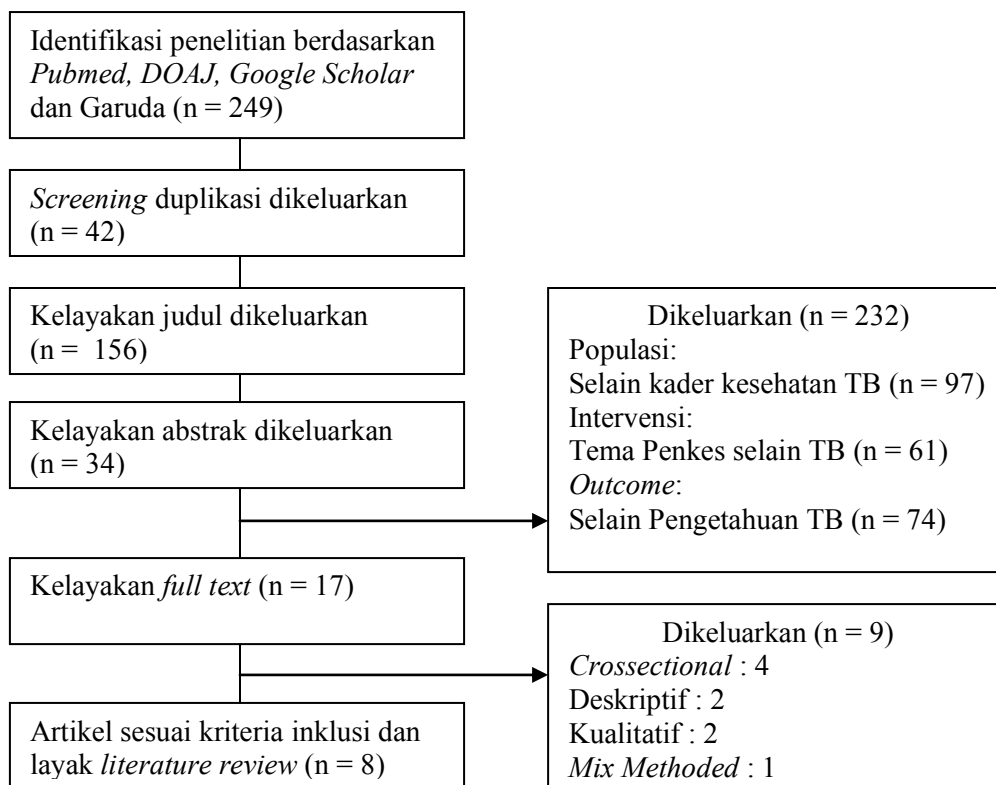 Identifikasi penelitian berdasarkan
Pubmed, DOAJ, Google Scholar
dan Garuda (n = 249)
Screening duplikasi dikeluarkan
(n = 42)
Kelayakan judul dikeluarkan
(n =  156)
Kelayakan abstrak dikeluarkan
(n = 34)
Dikeluarkan (n = 232)
Populasi:
Selain kader kesehatan TB (n = 97)
Intervensi:
Tema Penkes selain TB (n = 61)
Outcome:
Selain Pengetahuan TB (n = 74)
Kelayakan full text (n = 17)
Dikeluarkan (n = 9)
Crossectional : 4
Deskriptif : 2
Kualitatif : 2
Mix Methoded : 1
Artikel sesuai kriteria inklusi dan
layak literature review (n = 8)